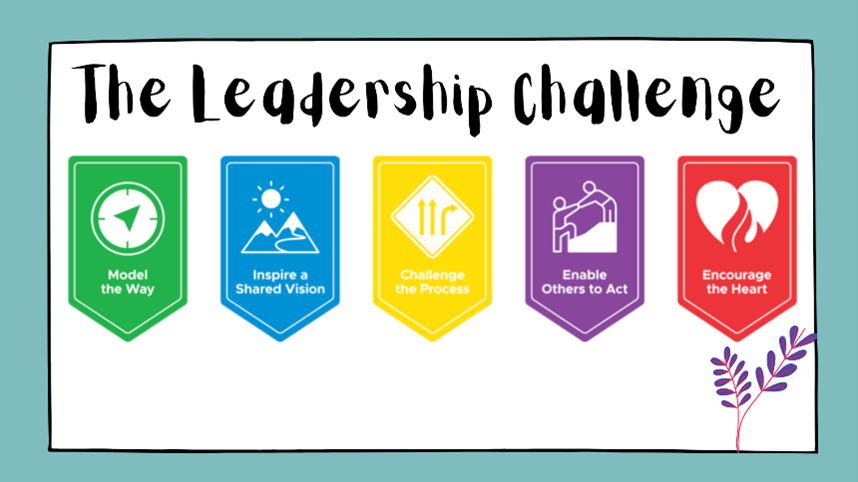 The Leadership Challenge
Model
the Way
Inspire a
Shared Vision
Challenge
the Process
Enable
Others to Act
Encourage
the Heart